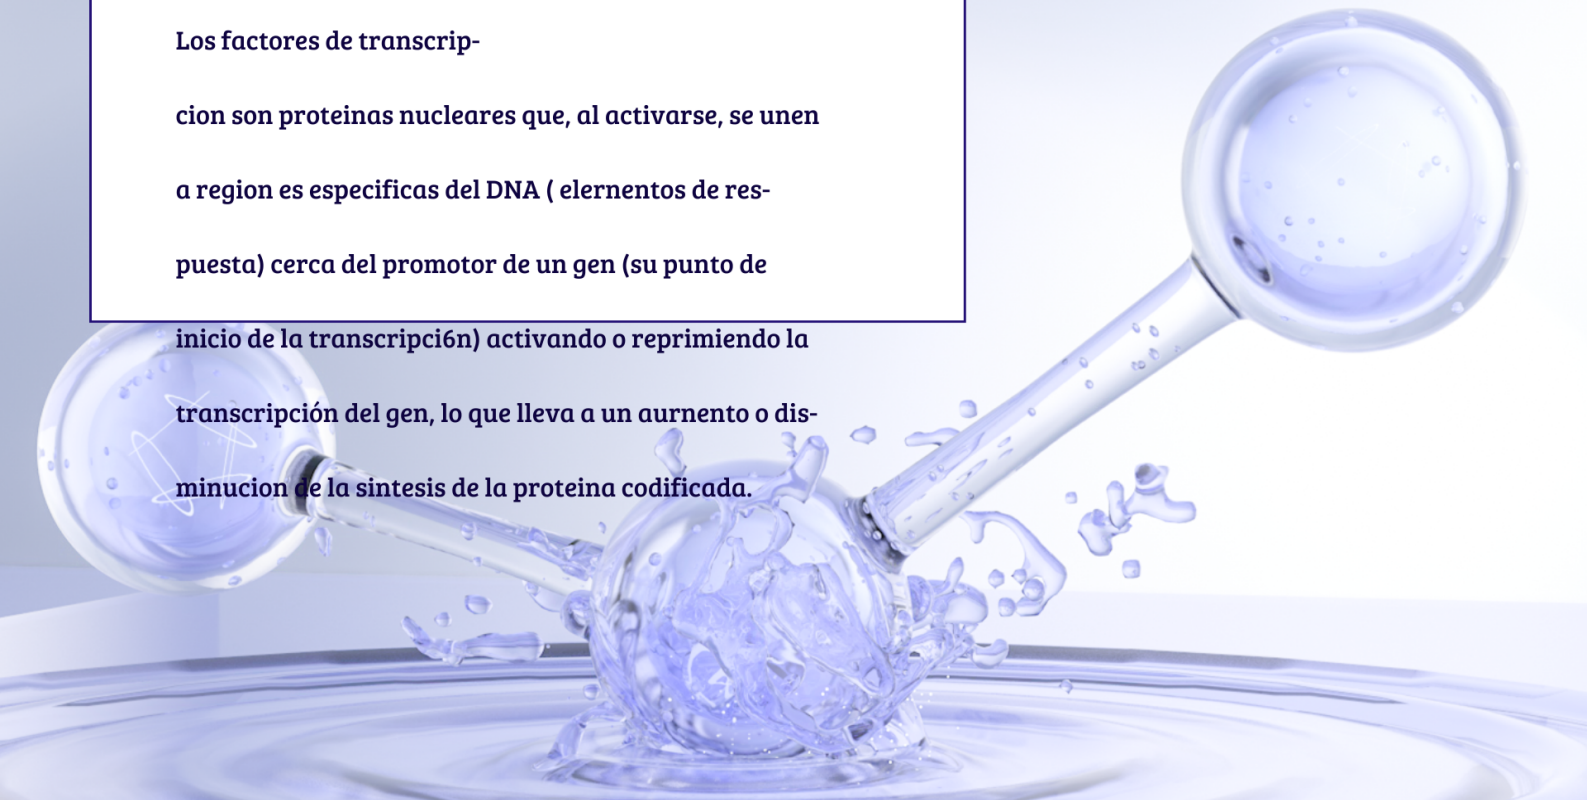 Los factores de transcrip-
cion son proteinas nucleares que, al activarse, se unen
a region es especificas del DNA ( elernentos de res-
puesta) cerca del promotor de un gen (su punto de
inicio de la transcripci6n) activando o reprimiendo la
transcripción del gen, lo que lleva a un aurnento o dis-
minucion de la sintesis de la proteina codificada.